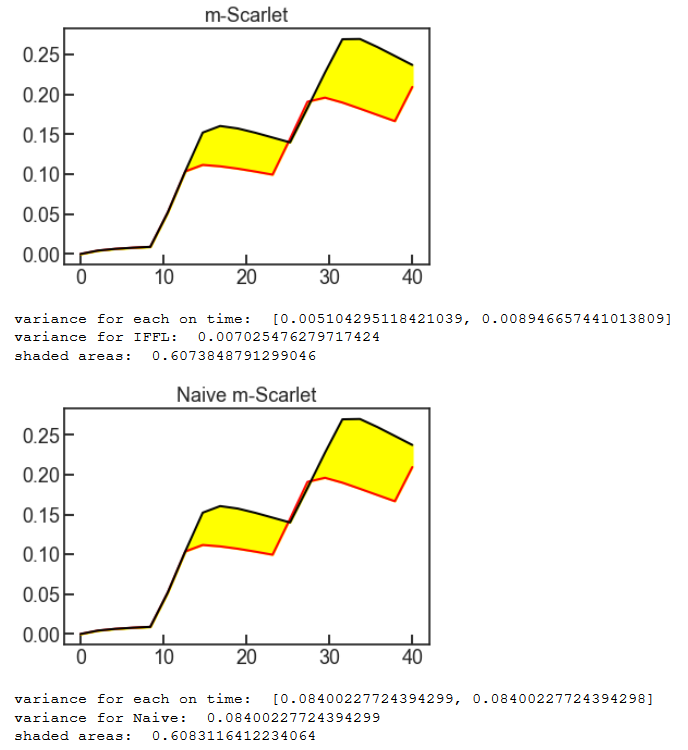 m-Scarlet
0.25
0.20
0.15
0.10
0.05
0.00
0 10 20 30 40
variance for each on time: [0.005104295118421039, 0.008946657441013809]
variance for IFFL: 0.007025476279717424
shaded areas: 0.6073848791299046
Naive m-Scarlet
0.25
0.20
0.15
0.10
0.05
0.00
0 10 20 30 40
variance for each on time: [0.08400227724394299, 0.08400227724394298]
variance for Naive: 0.08400227724394299
shaded areas: 0.6083116412234064